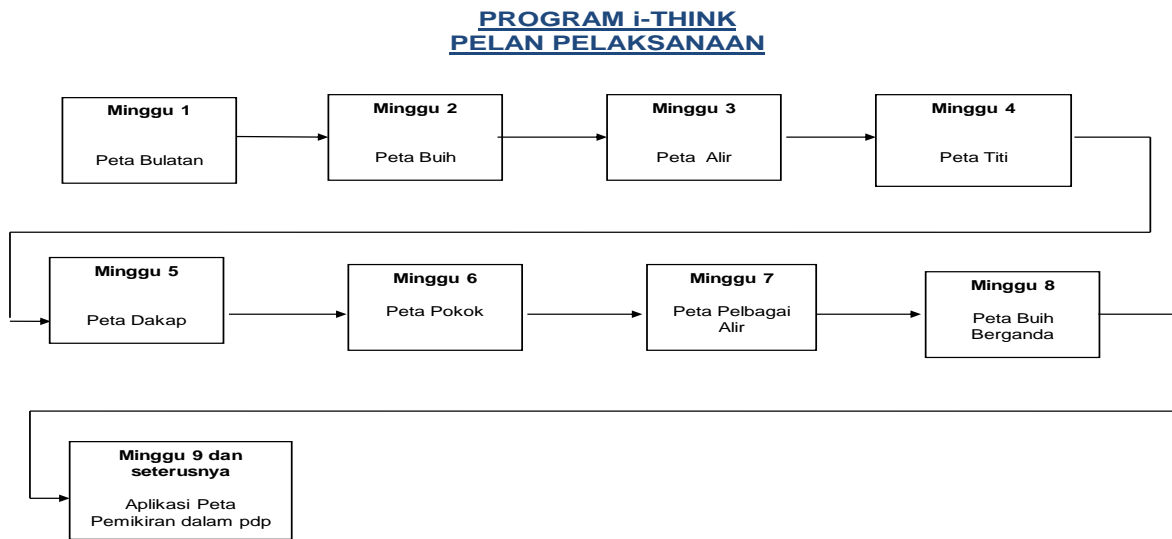 PROGRAM i-THINK
PELAN PELAKSANAAN
Minggu 1
Peta Bulatan
Minggu 2
Peta Buih
Minggu 3
Peta Alir
Minggu 4
Peta Titi
Minggu 5
Peta Dakap
Minggu 6
Peta Pokok
Minggu 7
Peta Pelbagai
Alir
Minggu 8
Peta Buih
Berganda
Minggu 9 dan
seterusnya
Aplikasi Peta
Pemikiran dalam pdp